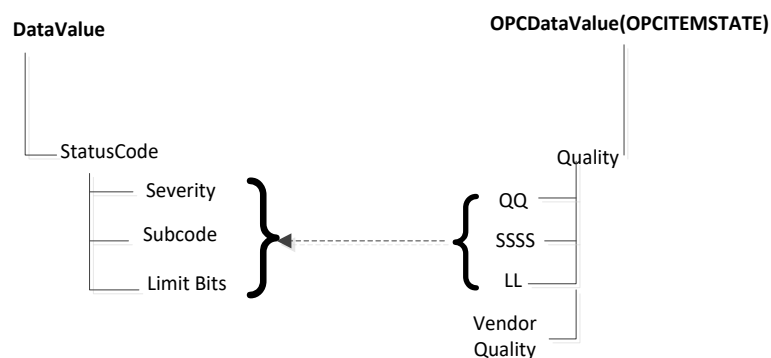 DataValue
OPCDataValue(OPCITEMSTATE)
StatusCode
Quality
Severity
QQ
Subcode
SSSS
Limit Bits
LL
Vendor
Quality